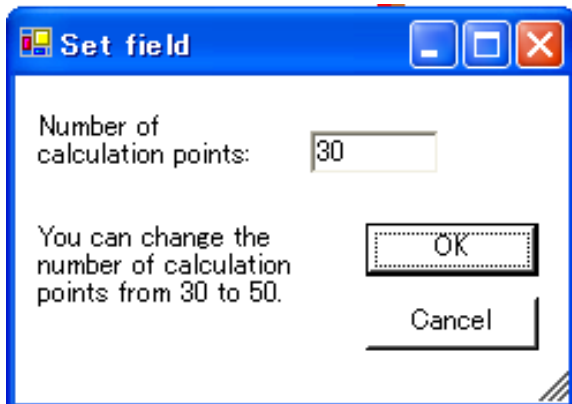 Set field
Number of
calculation points:
30
You can change the
number of calculation
points from 30 to 50.
OK
Cancel